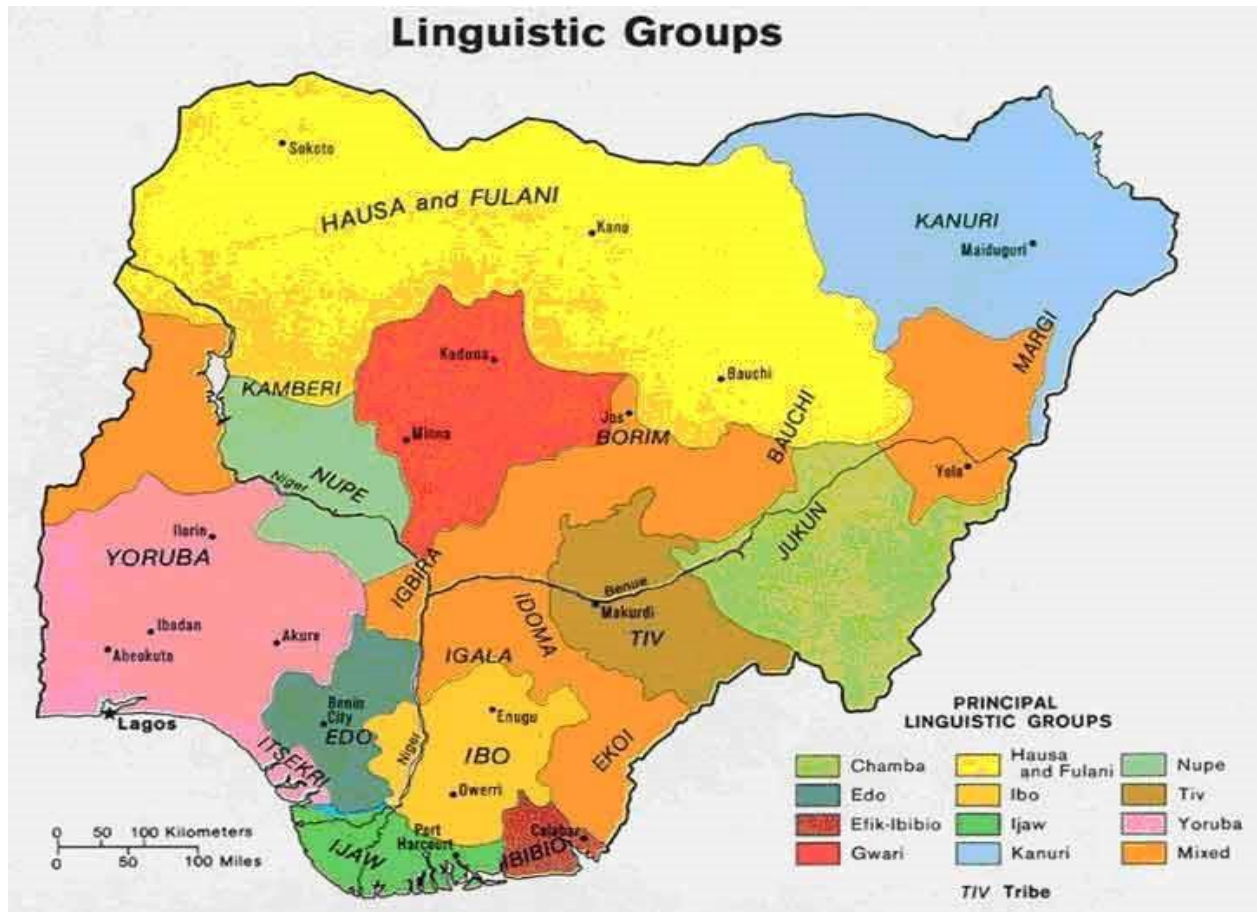 Linguistic Groups
Sokoto
HAUSA and FULANI
Kano
KANURI
Maiduguri
Kaduna
KAMBERI
Bauchi
MARGI
Jos
BORIM
BAUCHI
Minna
NUPE
Niger
Yola
Ilorin
YORUBA
JUKUN
IGBIRA
Benue
Makurdi
IDOMA
TIV
Ibadan
Akure
Abeokuta
IGALA
Lagos
Benin
City
EDO
Enugu
ITSEKRI
Niger
IBO
EKOI
Owerri
Port
Harcourt
Calabar
IJAW
IBIBIO
0 50 100 Kilometers
0 50 100 Miles
PRINCIPAL
LINGUISTIC GROUPS
Chamba
Edo
Efik-Ibibio
Gwari
Hausa
and Fulani
Ibo
Ijaw
Kanuri
Nupe
Tiv
Yoruba
Mixed
TIV Tribe